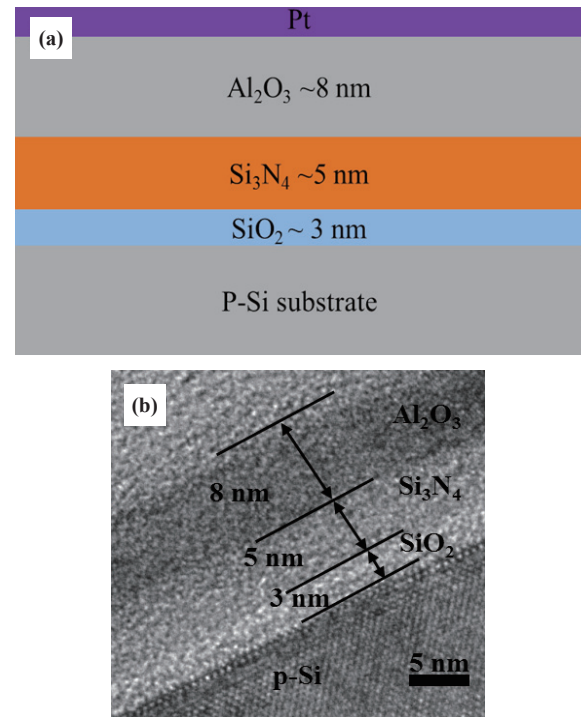 (a)
Pt
Al₂O₃ ~8 nm
Si₃N₄ ~5 nm
SiO₂ ~ 3 nm
P-Si substrate
(b)
Al₂O₃
8 nm
Si₃N₄
SiO₂
5 nm
3 nm
p-Si
5 nm